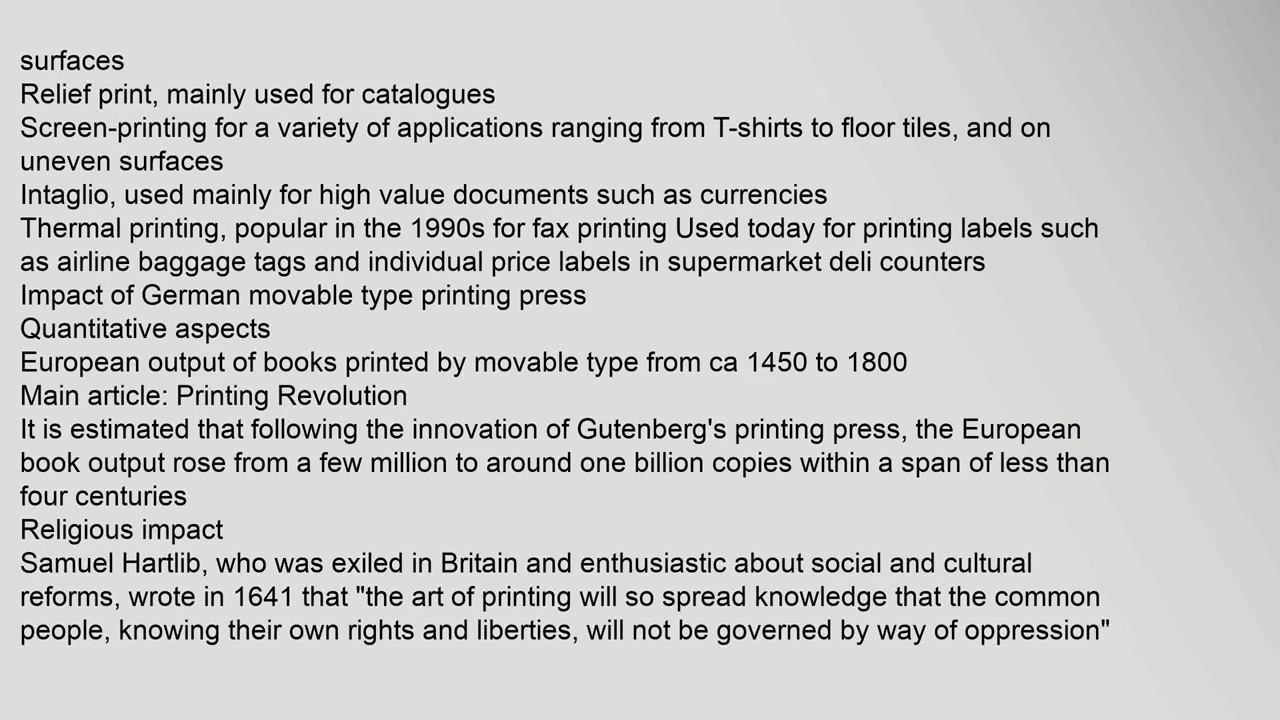 surfaces
Relief print, mainly used for catalogues
Screen-printing for a variety of applications ranging from T-shirts to floor tiles, and on
uneven surfaces
Intaglio, used mainly for high value documents such as currencies
Thermal printing, popular in the 1990s for fax printing Used today for printing labels such
as airline baggage tags and individual price labels in supermarket deli counters
Impact of German movable type printing press
Quantitative aspects
European output of books printed by movable type from ca 1450 to 1800
Main article: Printing Revolution
It is estimated that following the innovation of Gutenberg's printing press, the European
book output rose from a few million to around one billion copies within a span of less than
four centuries
Religious impact
Samuel Hartlib, who was exiled in Britain and enthusiastic about social and cultural
reforms, wrote in 1641 that "the art of printing will so spread knowledge that the common
people, knowing their own rights and liberties, will not be governed by way of oppression"